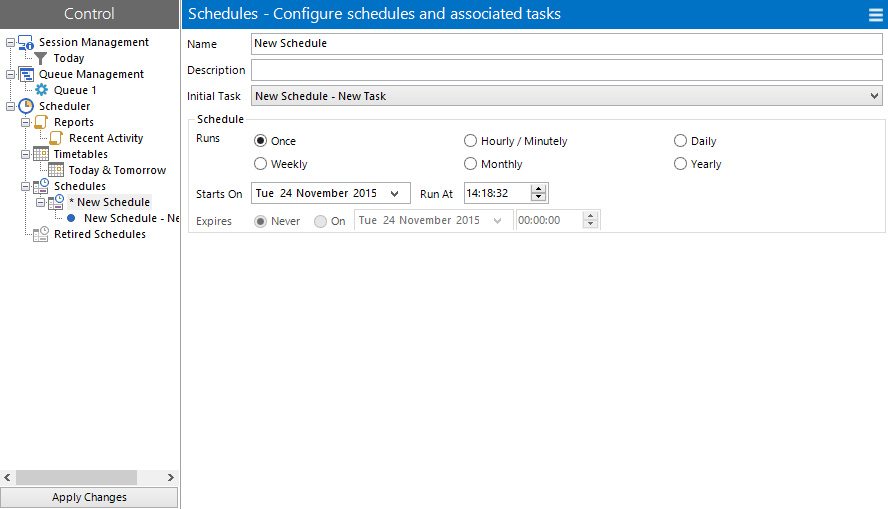 Control
Session Management
Today
Queue Management
Queue 1
Scheduler
Reports
Recent Activity
Timetables
Today & Tomorrow
Schedules
* New Schedule
New Schedule - Ne
Retired Schedules
Apply Changes
Schedules - Configure schedules and associated tasks
Name New Schedule
Description
Initial Task New Schedule - New Task
Schedule
Runs Once Hourly / Minutely Daily
Weekly Monthly Yearly
Starts On Tue 24 November 2015 Run At 14:18:32
Expires Never On Tue 24 November 2015 00:00:00